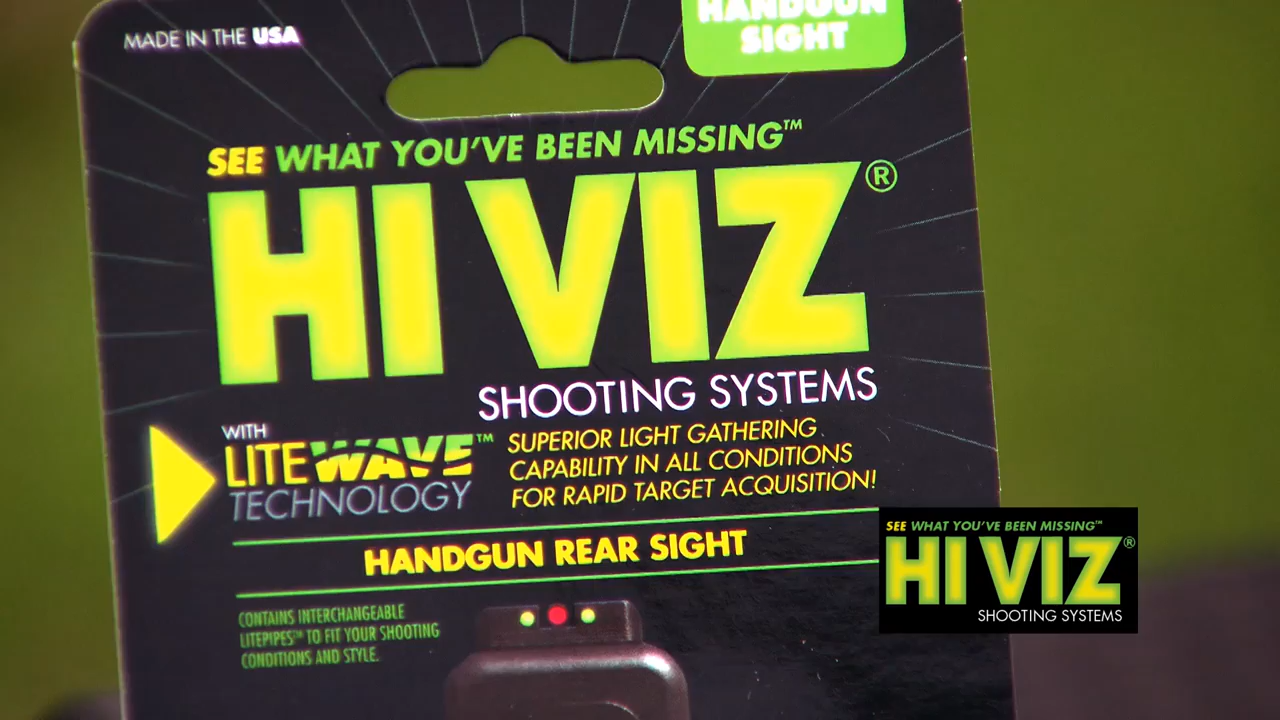 HANDGUN
SIGHT
MADE IN THE USA
SEE WHAT YOU'VE BEEN MISSING™
HI VIZ®
SHOOTING SYSTEMS
WITH
LITEWAVE™
TECHNOLOGY
SUPERIOR LIGHT GATHERING
CAPABILITY IN ALL CONDITIONS
FOR RAPID TARGET ACQUISITION!
HANDGUN REAR SIGHT
CONTAINS INTERCHANGEABLE
LITEPIPES™ TO FIT YOUR SHOOTING
CONDITIONS AND STYLE.
SEE WHAT YOU'VE BEEN MISSING™
HI VIZ®
SHOOTING SYSTEMS